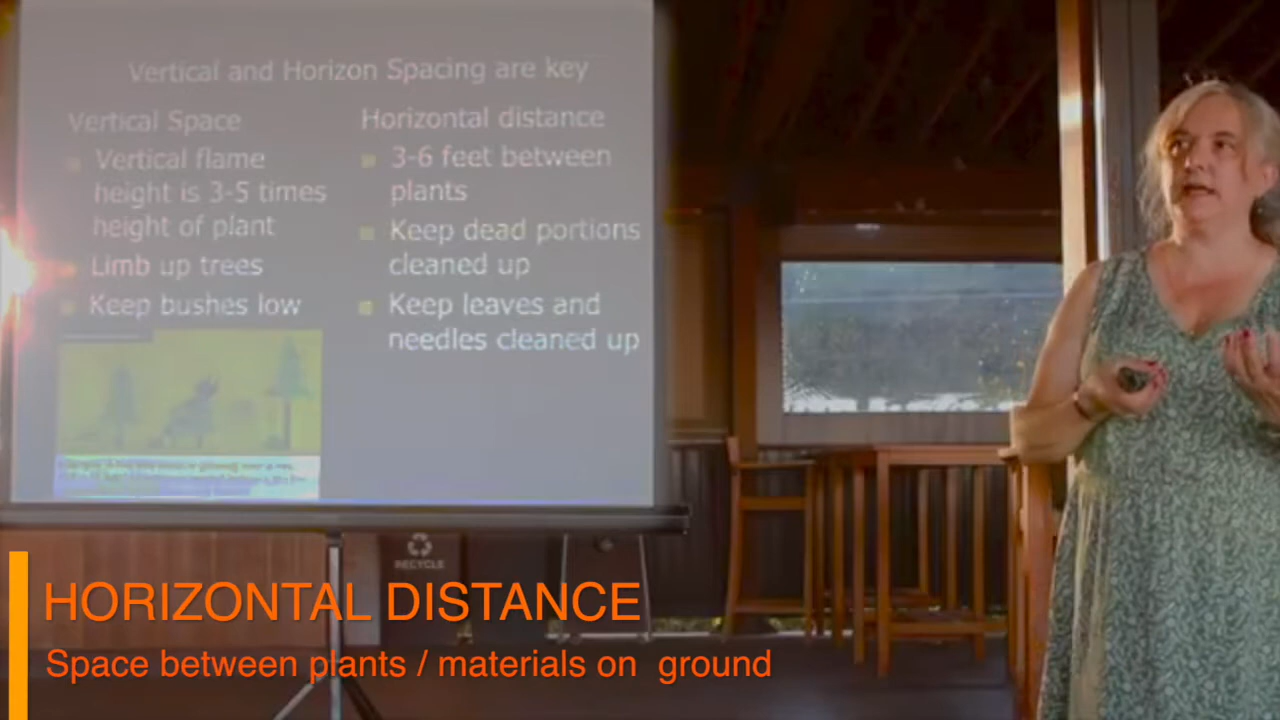 Vertical and Horizon Spacing are key
Vertical Space
Vertical flame
height is 3-5 times
height of plant
Limb up trees
Keep bushes low
Horizontal distance
3-6 feet between
plants
Keep dead portions
cleaned up
Keep leaves and
needles cleaned up
RECYCLE
HORIZONTAL DISTANCE
Space between plants / materials on ground